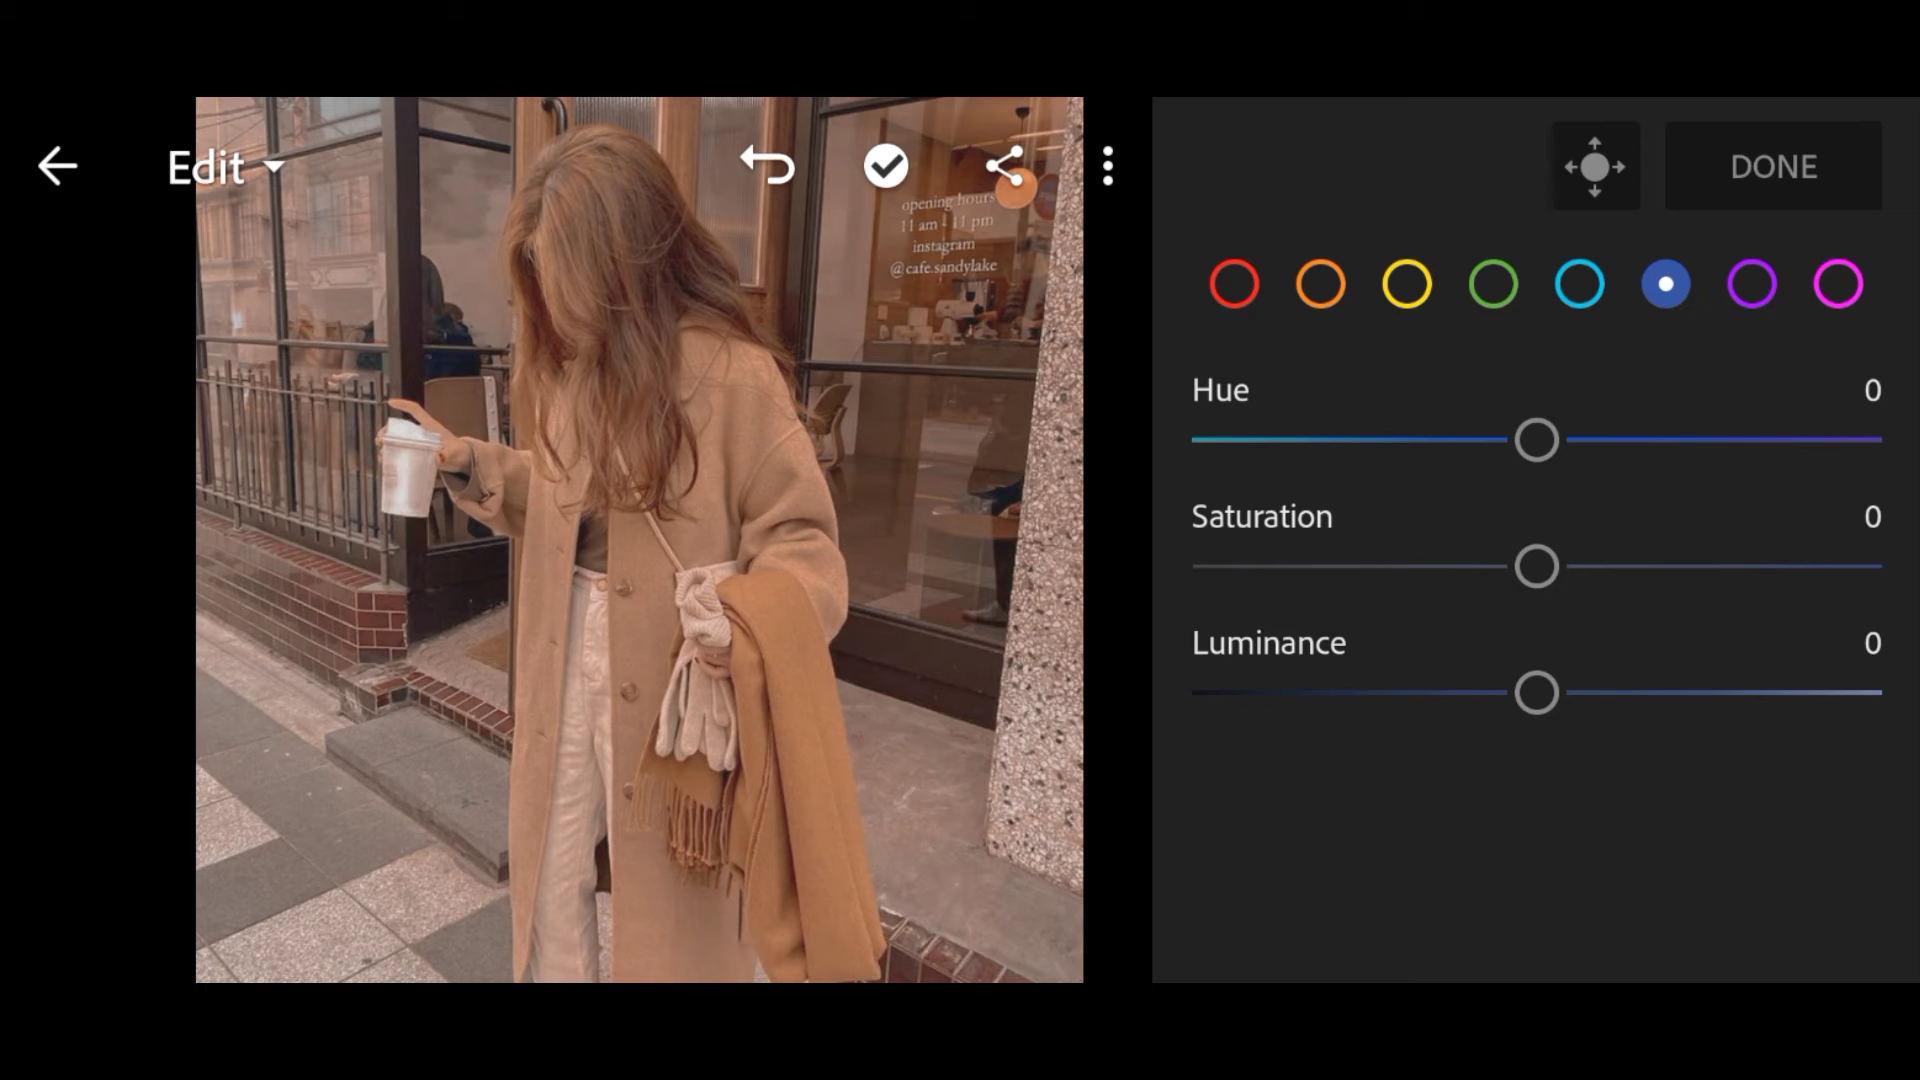 Edit
DONE
opening hours
11 am - 11 pm
instagram
@cafe.sandylake
Hue 0
Saturation 0
Luminance 0